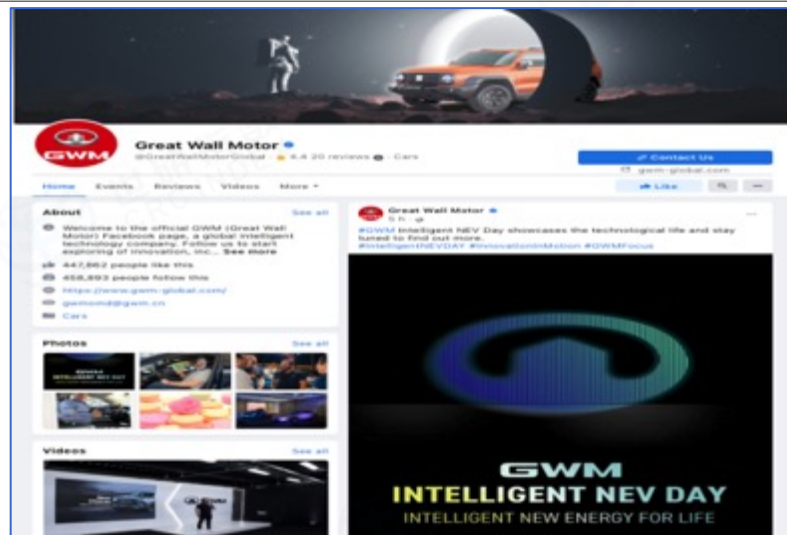 GWM
Great Wall Motor
@GreatWallMotorGlobal · 4.4 20 reviews · Cars
Contact Us
gwm-global.com
Home Events Reviews Videos More
Like
About See all
Welcome to the official GWM (Great Wall
Motor) Facebook page, a global intelligent
technology company. Follow us to start
exploring of innovation, inc... See more
447,862 people like this
458,893 people follow this
https://www.gwm-global.com/
gwmomd@gwm.cn
Cars
Photos See all
INTELLIGENT NEV DAY
Videos See all
GWM
Great Wall Motor
5 h ·
#GWM Intelligent NEV Day showcases the technological life and stay
tuned to find out more.
#IntelligentNEVDAY #InnovationInMotion #GWMFocus
GWM
INTELLIGENT NEV DAY
INTELLIGENT NEW ENERGY FOR LIFE